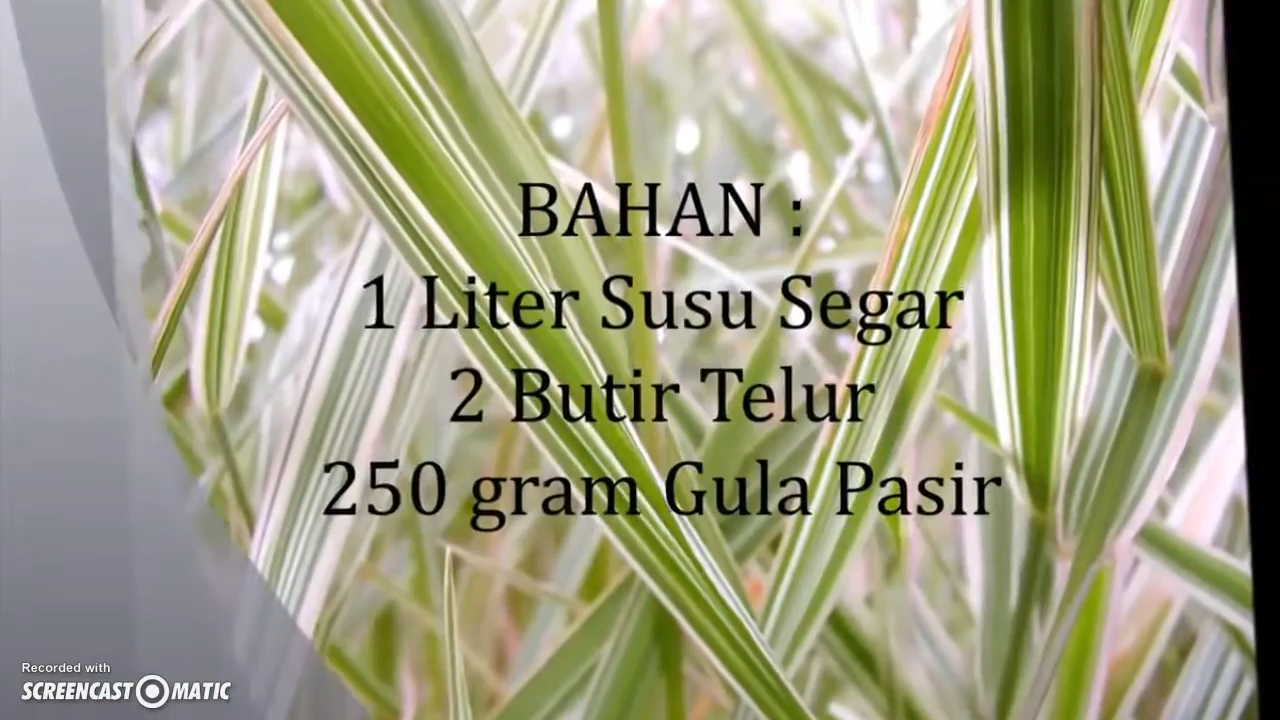 BAHAN :
1 Liter Susu Segar
2 Butir Telur
250 gram Gula Pasir
Recorded with
SCREENCAST MATIC